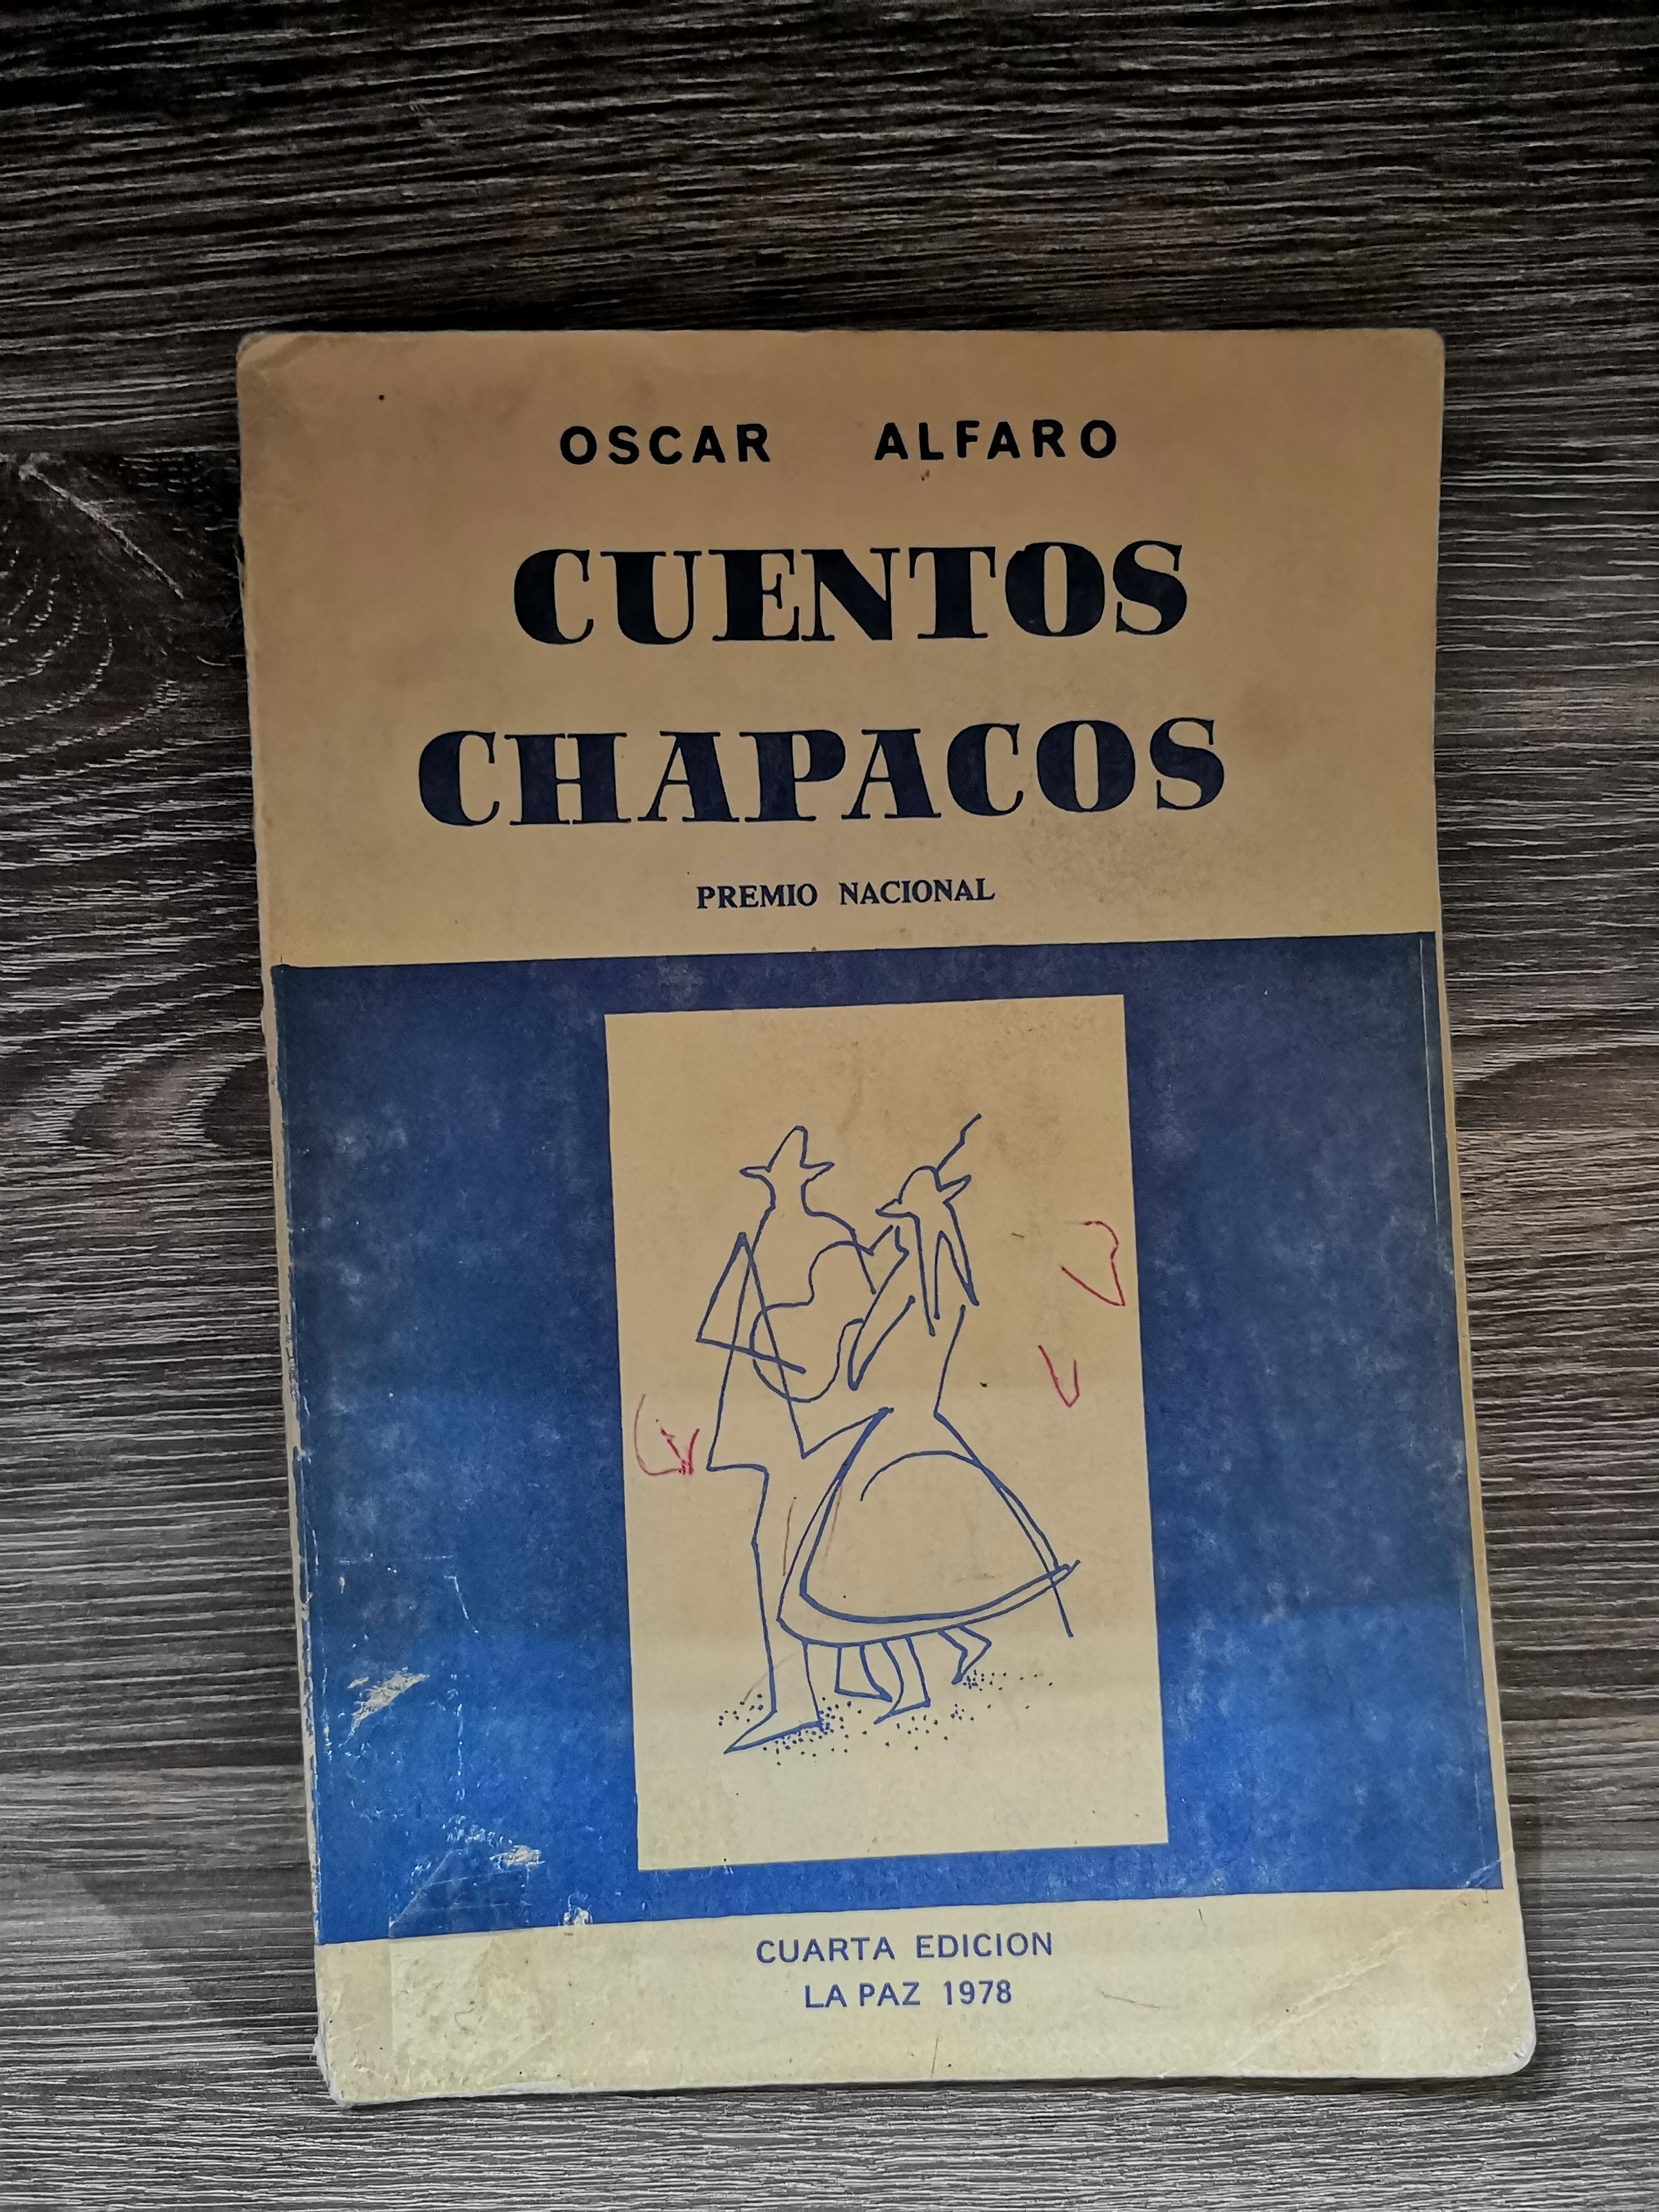 OSCAR ALFARO
CUENTOS
CHAPACOS
PREMIO NACIONAL
CUARTA EDICION
LA PAZ 1978